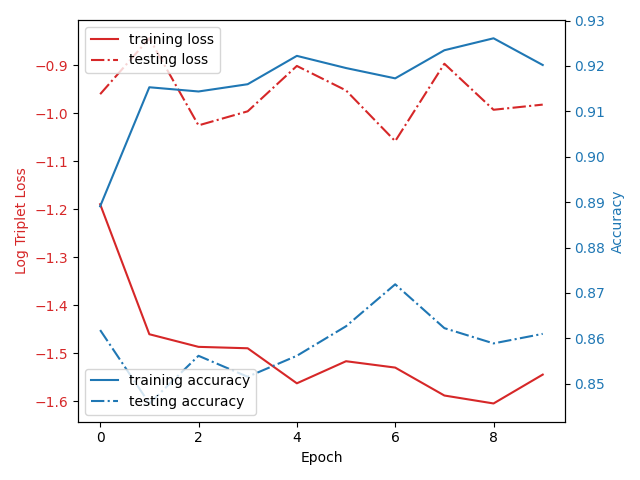 training loss
testing loss
training accuracy
testing accuracy
Log Triplet Loss
−0.9
−1.0
−1.1
−1.2
−1.3
−1.4
−1.5
−1.6
0.93
0.92
0.91
0.90
0.89
0.88
0.87
0.86
0.85
Accuracy
0 2 4 6 8
Epoch